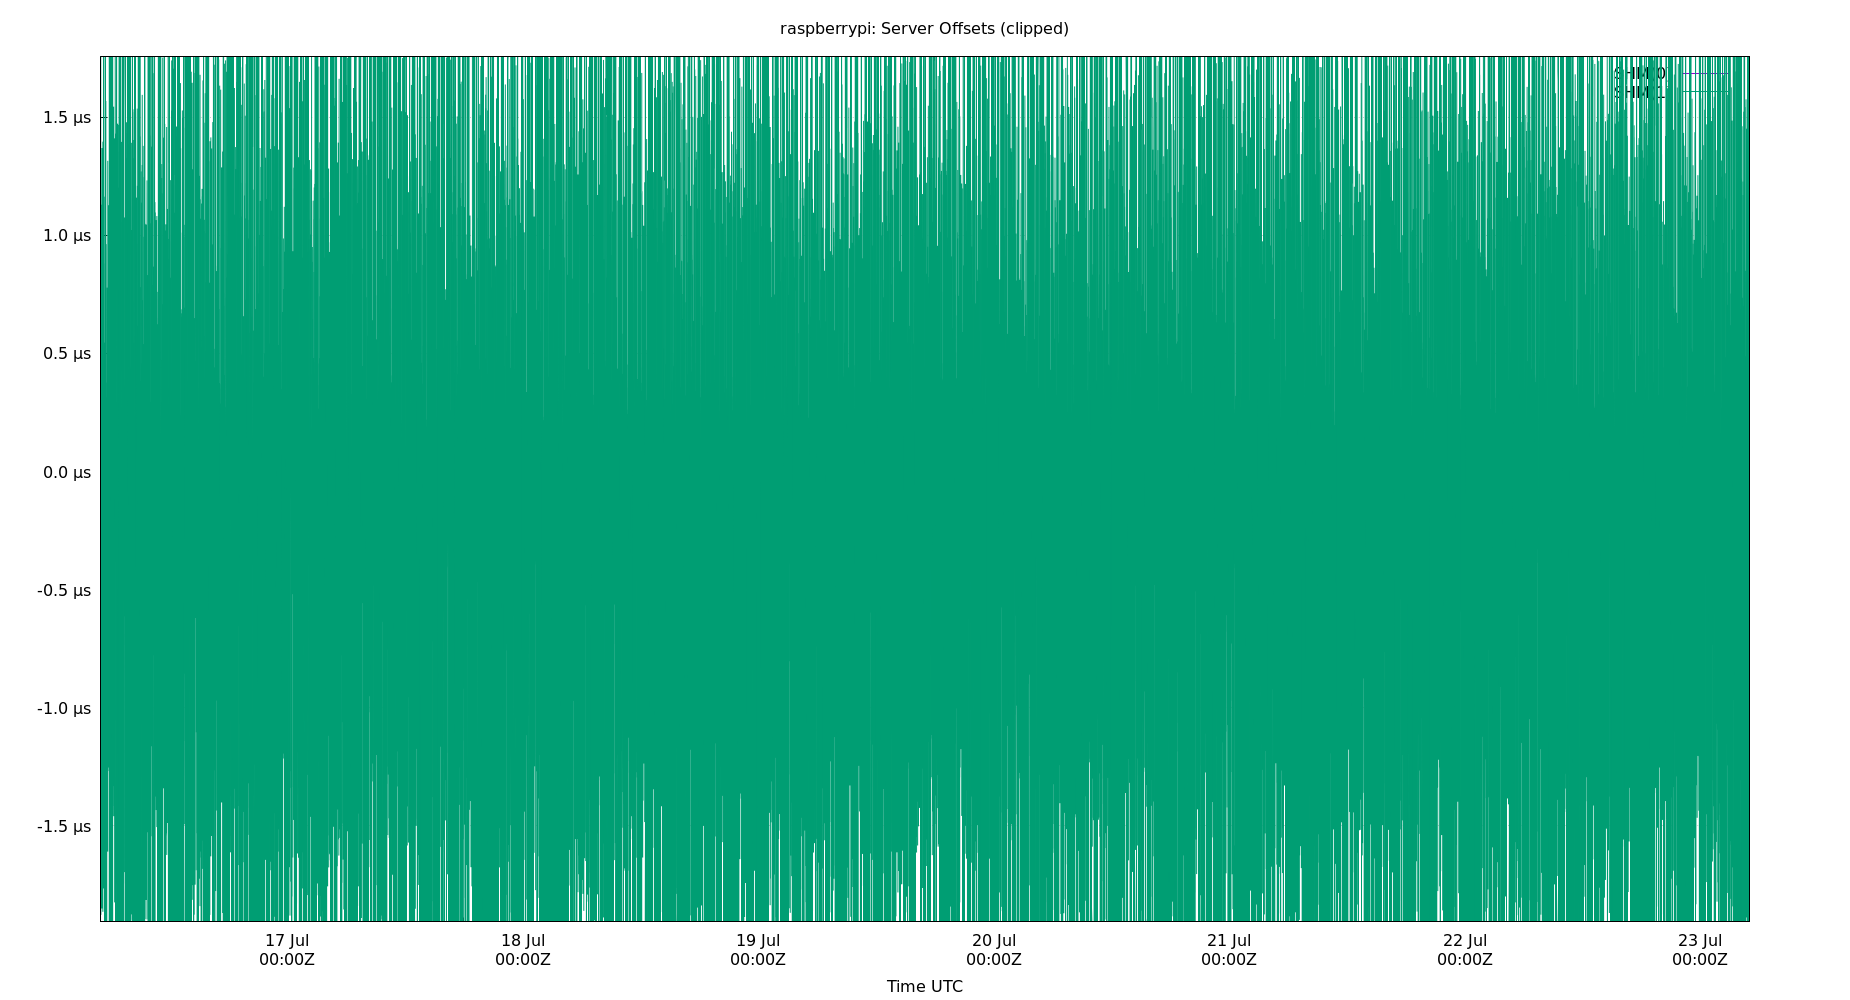 raspberrypi: Server Offsets (clipped)
1.5 µs
1.0 µs
0.5 µs
0.0 µs
-0.5 µs
-1.0 µs
-1.5 µs
17 Jul
00:00Z
18 Jul
00:00Z
19 Jul
00:00Z
20 Jul
00:00Z
21 Jul
00:00Z
22 Jul
00:00Z
23 Jul
00:00Z
Time UTC